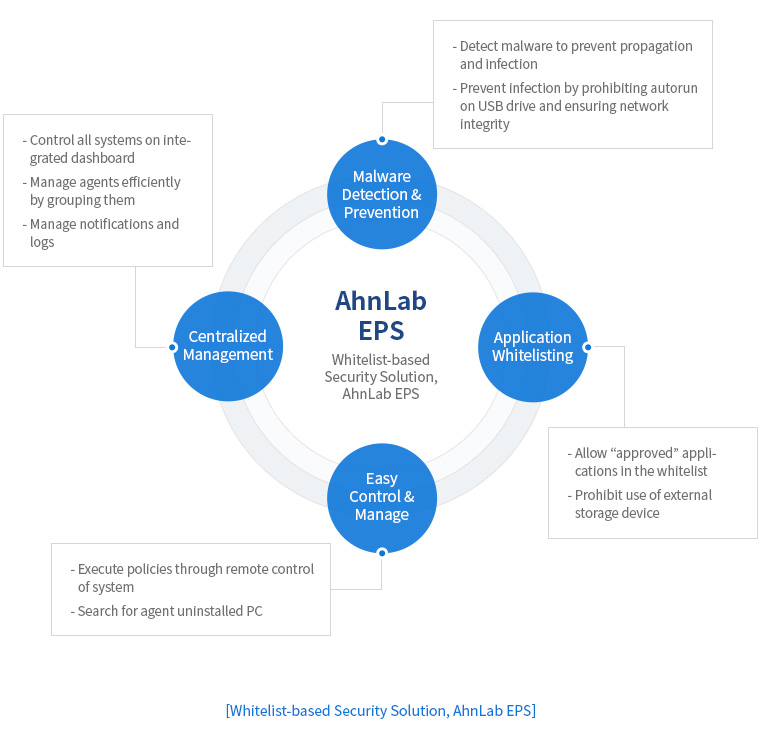 - Detect malware to prevent propagation
and infection
- Prevent infection by prohibiting autorun
on USB drive and ensuring network
integrity
- Control all systems on inte-
grated dashboard
- Manage agents efficiently
by grouping them
- Manage notifications and
logs
Malware
Detection &
Prevention
AhnLab
EPS
Whitelist-based
Security Solution,
AhnLab EPS
Centralized
Management
Application
Whitelisting
- Allow “approved” appli-
cations in the whitelist
- Prohibit use of external
storage device
Easy
Control &
Manage
- Execute policies through remote control
of system
- Search for agent uninstalled PC
[Whitelist-based Security Solution, AhnLab EPS]